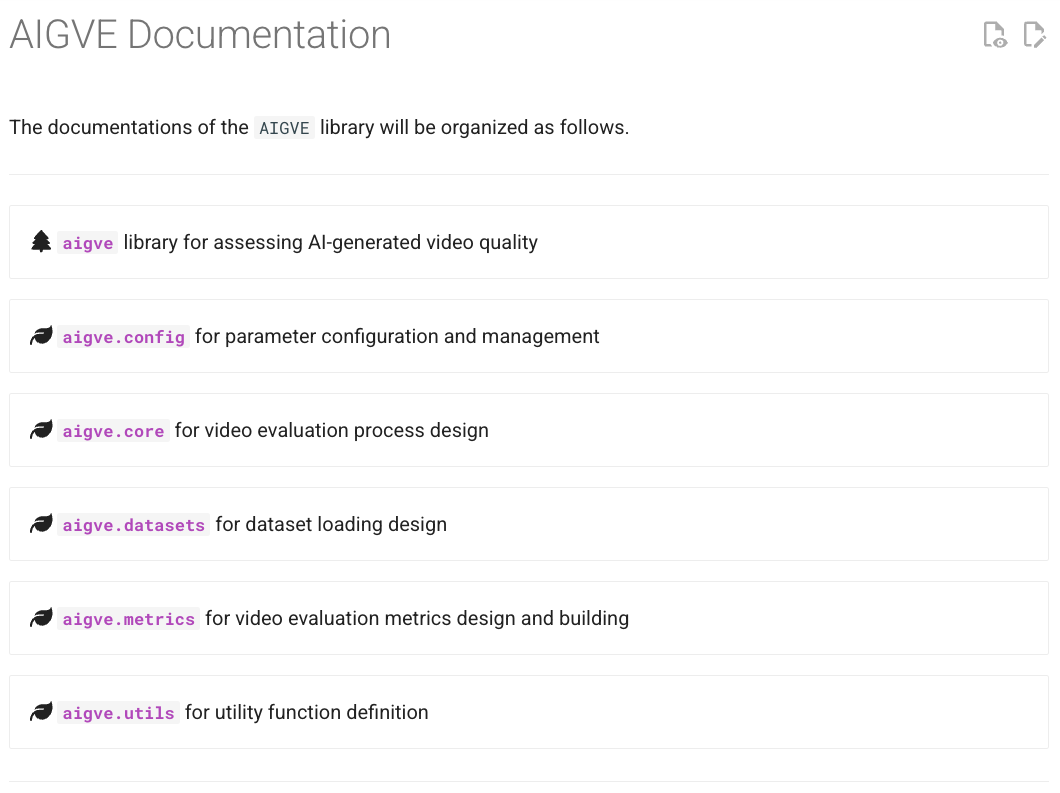 AIGVE Documentation
The documentations of the AIGVE library will be organized as follows.
aigve library for assessing AI-generated video quality
aigve.config for parameter configuration and management
aigve.core for video evaluation process design
aigve.datasets for dataset loading design
aigve.metrics for video evaluation metrics design and building
aigve.utils for utility function definition